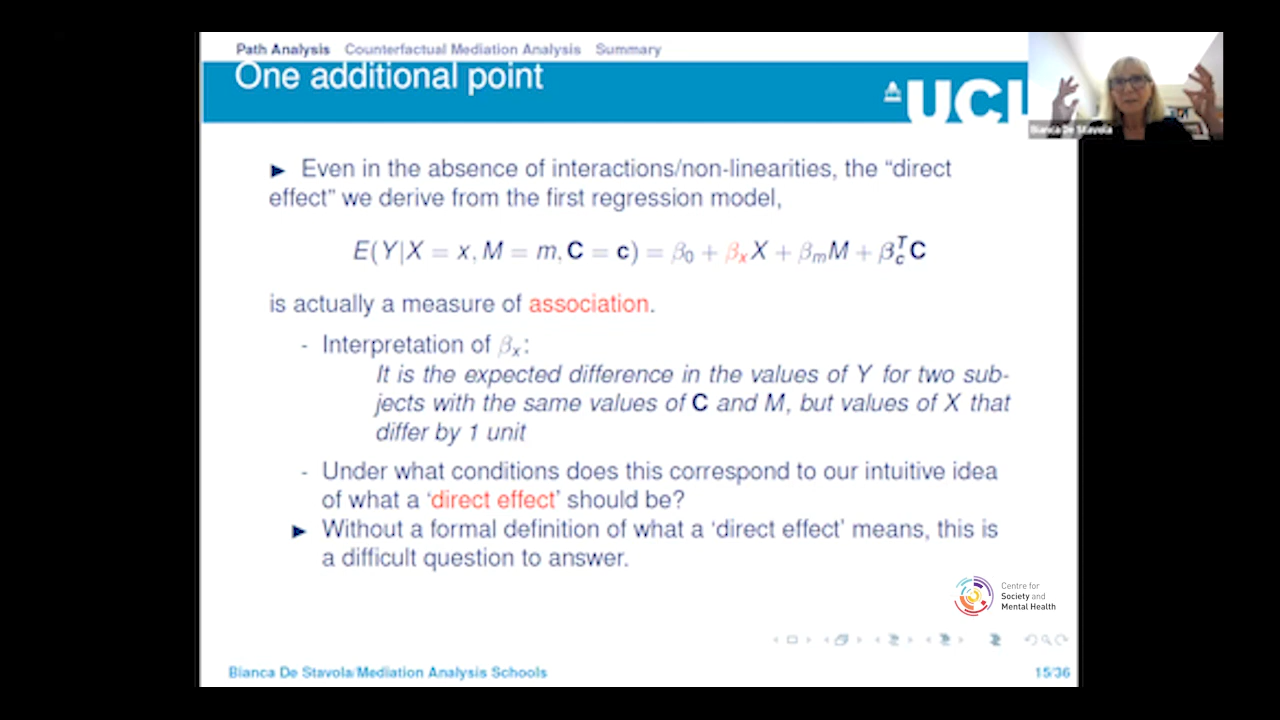 Path Analysis Counterfactual Mediation Analysis Summary
One additional point
UCL
Bianca De Stavola
► Even in the absence of interactions/non-linearities, the “direct
effect” we derive from the first regression model,
E(Y|X = x, M = m, C = c) = β₀ + βₓX + βₘM + β_c^T C
is actually a measure of association.
- Interpretation of βₓ:
It is the expected difference in the values of Y for two sub-
jects with the same values of C and M, but values of X that
differ by 1 unit
- Under what conditions does this correspond to our intuitive idea
of what a ‘direct effect’ should be?
► Without a formal definition of what a ‘direct effect’ means, this is
a difficult question to answer.
Centre for
Society and
Mental Health
Bianca De Stavola/Mediation Analysis Schools 15/36